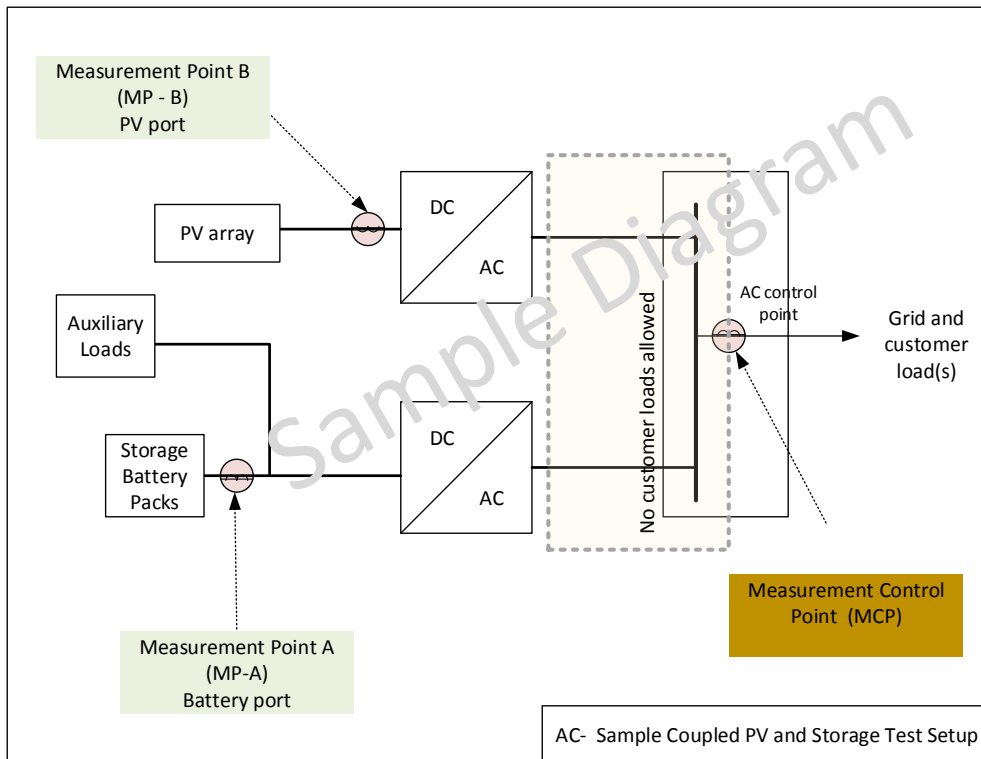 Measurement Point B
(MP - B)
PV port
PV array
DC
AC
Auxiliary
Loads
Storage
Battery
Packs
DC
AC
No customer loads allowed
AC control
point
Grid and
customer
load(s)
Measurement Control
Point (MCP)
Measurement Point A
(MP-A)
Battery port
AC- Sample Coupled PV and Storage Test Setup
Sample Diagram